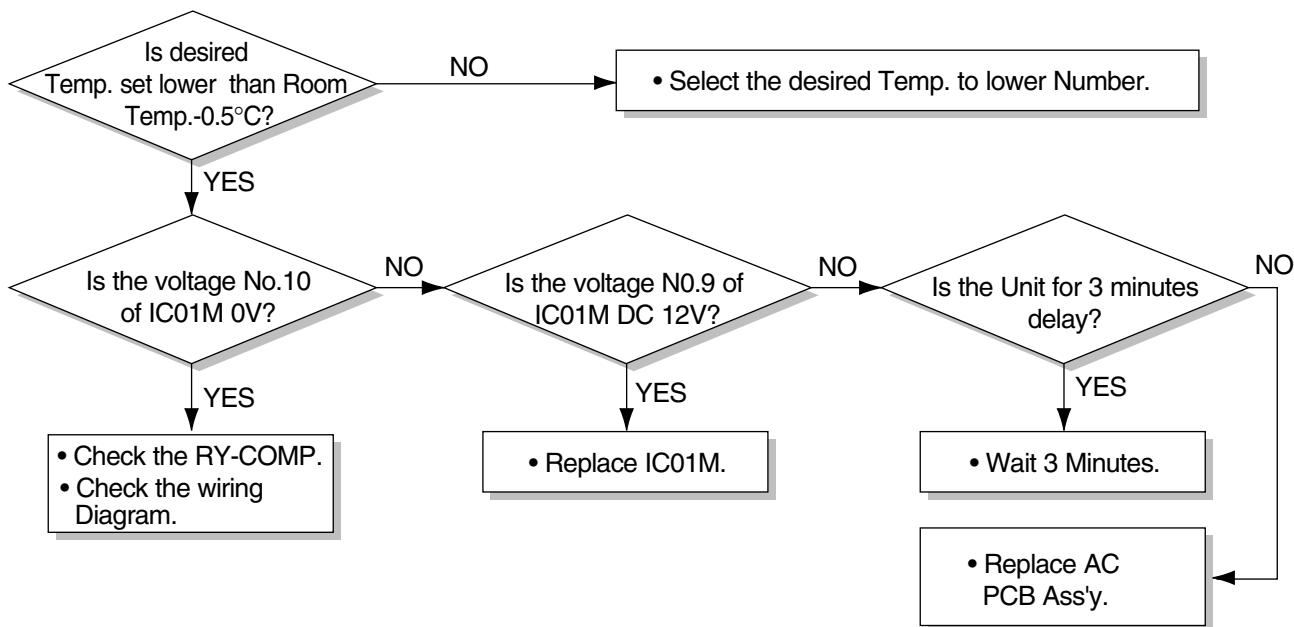 Is desired
Temp. set lower than Room
Temp.-0.5°C?
NO
• Select the desired Temp. to lower Number.
YES
Is the voltage No.10
of IC01M 0V?
NO
Is the voltage N0.9 of
IC01M DC 12V?
NO
Is the Unit for 3 minutes
delay?
NO
YES
• Check the RY-COMP.
• Check the wiring
Diagram.
YES
• Replace IC01M.
YES
• Wait 3 Minutes.
• Replace AC
PCB Ass'y.